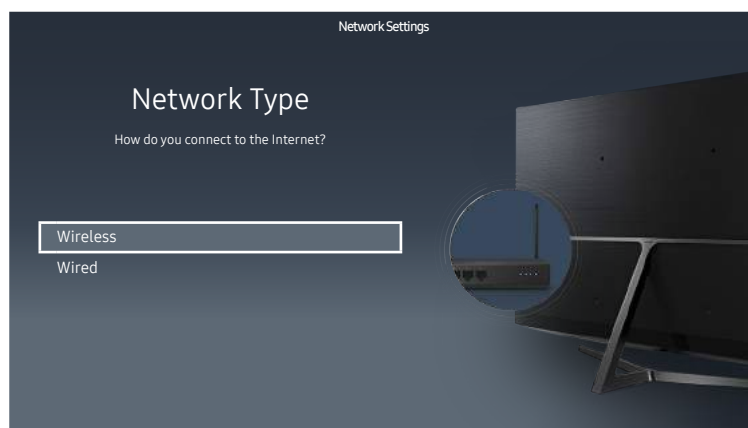 Network Settings
Network Type
How do you connect to the Internet?
Wireless
Wired